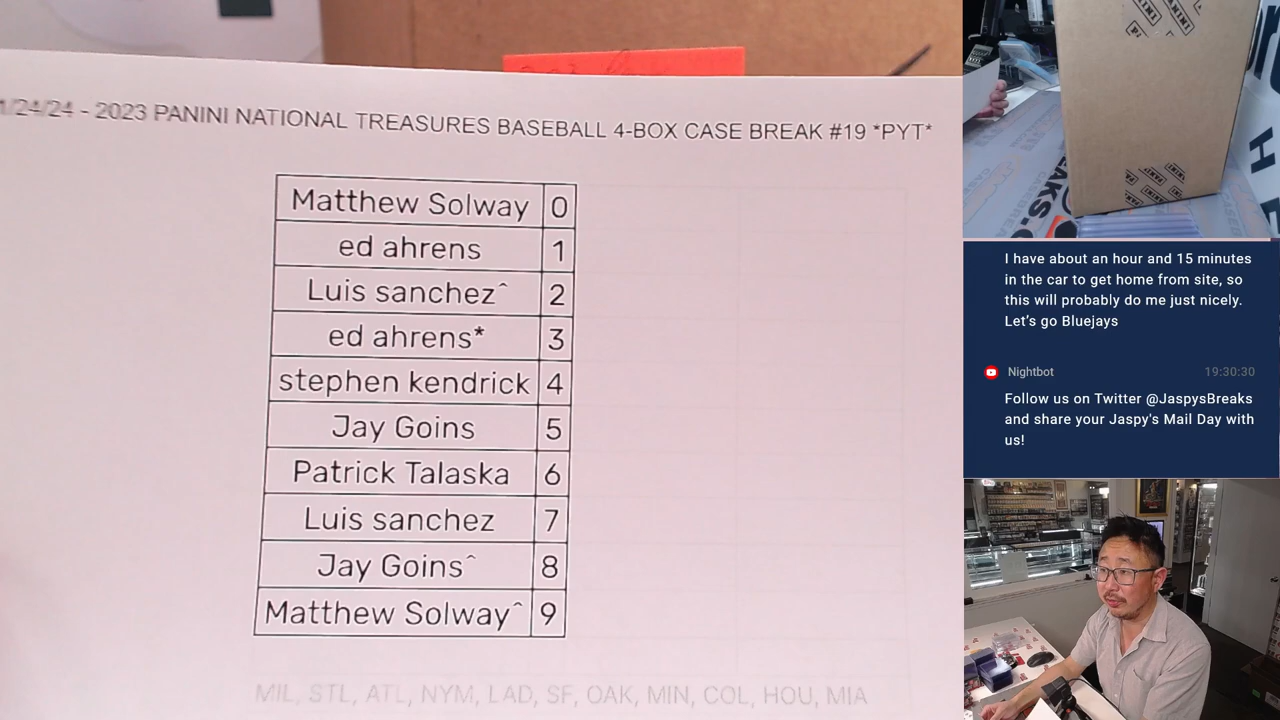 1/24/24 - 2023 PANINI NATIONAL TREASURES BASEBALL 4-BOX CASE BREAK #19 *PYT*
Matthew Solway 0
ed ahrens 1
Luis sanchez^ 2
ed ahrens* 3
stephen kendrick 4
Jay Goins 5
Patrick Talaska 6
Luis sanchez 7
Jay Goins^ 8
Matthew Solway^ 9
MIL, STL, ATL, NYM, LAD, SF, OAK, MIN, COL, HOU, MIA
PANINI
I have about an hour and 15 minutes
in the car to get home from site, so
this will probably do me just nicely.
Let's go Bluejays
Nightbot 19:30:30
Follow us on Twitter @JaspysBreaks
and share your Jaspy's Mail Day with
us!